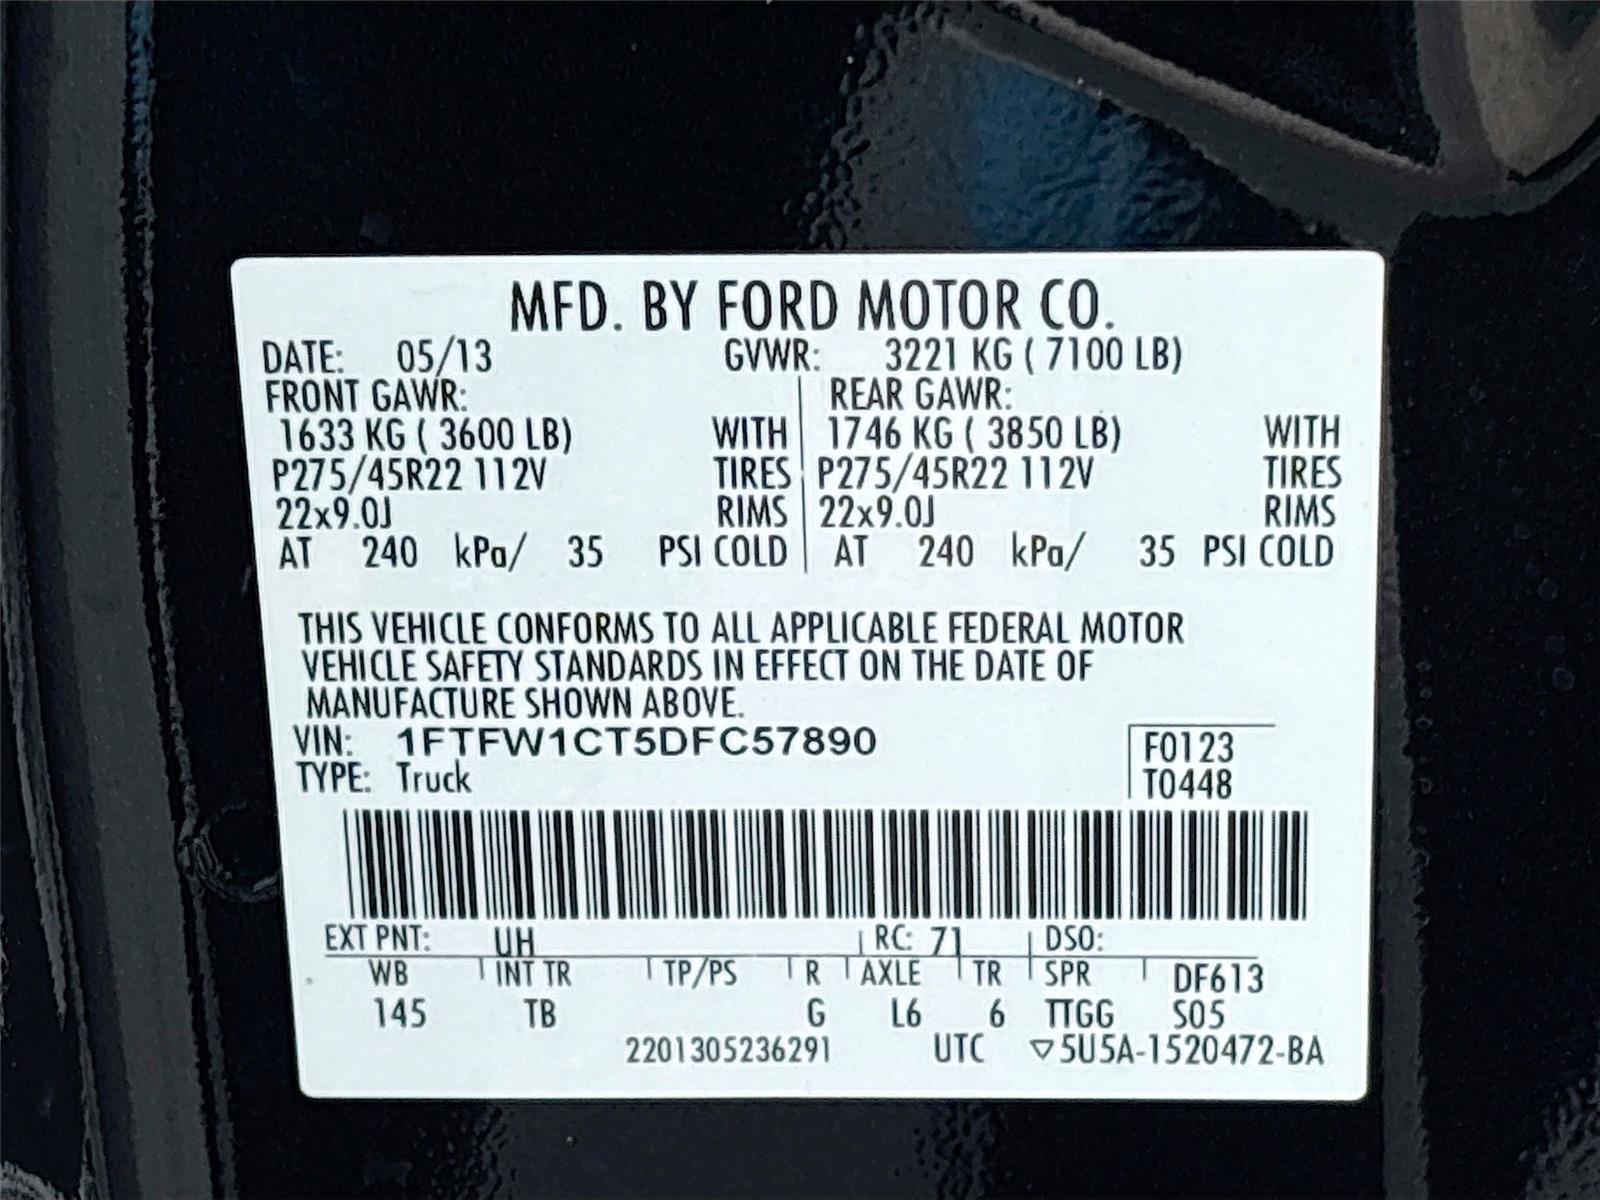 MFD. BY FORD MOTOR CO.
DATE: 05/13 GVWR: 3221 KG ( 7100 LB)
FRONT GAWR: REAR GAWR:
1633 KG ( 3600 LB) WITH 1746 KG ( 3850 LB) WITH
P275/45R22 112V TIRES P275/45R22 112V TIRES
22x9.0J RIMS 22x9.0J RIMS
AT 240 kPa/ 35 PSI COLD AT 240 kPa/ 35 PSI COLD
THIS VEHICLE CONFORMS TO ALL APPLICABLE FEDERAL MOTOR
VEHICLE SAFETY STANDARDS IN EFFECT ON THE DATE OF
MANUFACTURE SHOWN ABOVE.
VIN: 1FTFW1CT5DFC57890 F0123
TYPE: Truck T0448
EXT PNT: UH RC: 71 DSO:
WB INT TR TP/PS R AXLE TR SPR DF613
145 TB G L6 6 TTGG S05
2201305236291 UTC ▽5U5A-1520472-BA